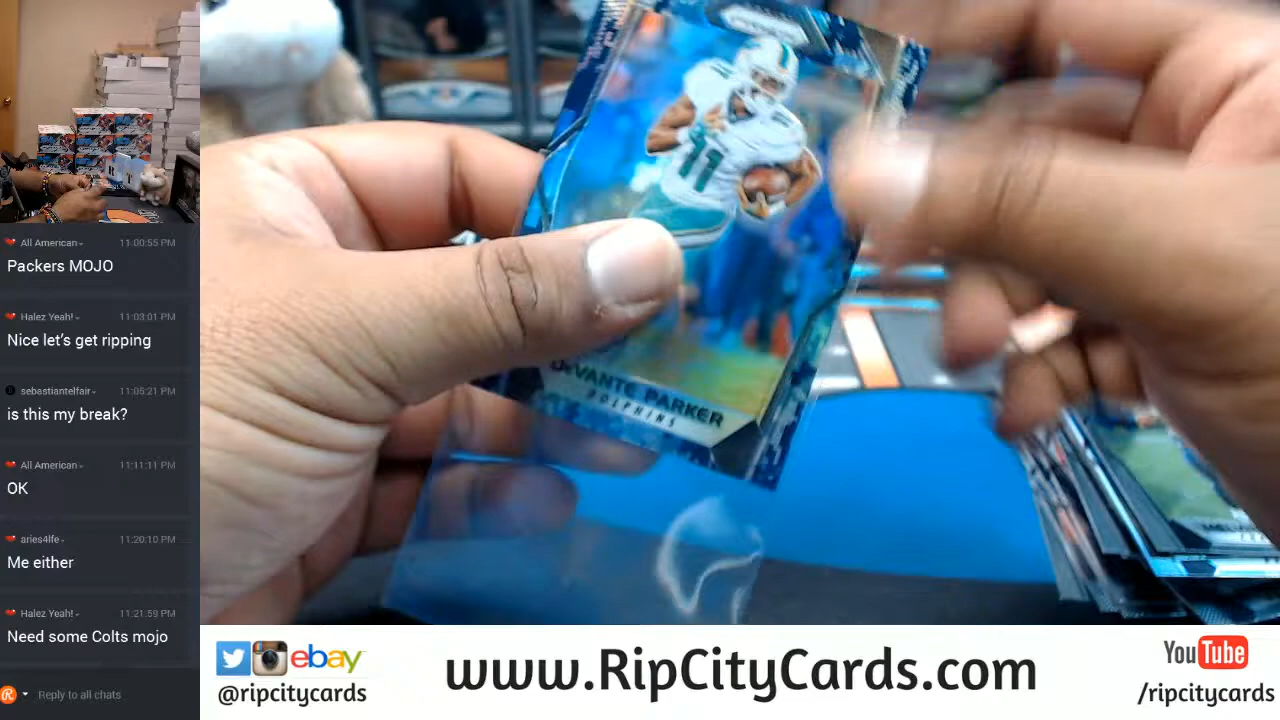 All American
11:00:55 PM
Packers MOJO
Halez Yeah!
11:03:01 PM
Nice let's get ripping
sebastiantelfair
11:05:21 PM
is this my break?
All American
11:11:11 PM
OK
aries4lfe
11:20:10 PM
Me either
Halez Yeah!
11:21:59 PM
Need some Colts mojo
Reply to all chats
11
DEVANTE PARKER
DOLPHINS
ebay
@ripcitycards
www.RipCityCards.com
YouTube
/ripcitycards